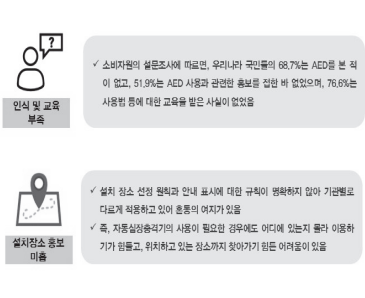 ?
✓ 소비자원의 설문조사에 따르면, 우리나라 국민들의 68.7%는 AED를 본 적
이 없고, 51.9%는 AED 사용과 관련한 홍보를 접한 바 없었으며, 76.6%는
사용법 등에 대한 교육을 받은 사실이 없었음
인식 및 교육
부족
✓ 설치 장소 선정 원칙과 안내 표시에 대한 규칙이 명확하지 않아 기관별로
다르게 적용하고 있어 혼동의 여지가 있음
✓ 즉, 자동심장충격기의 사용이 필요한 경우에도 어디에 있는지 몰라 이용하
기가 힘들고, 위치하고 있는 장소까지 찾아가기 힘든 어려움이 있음
설치장소 홍보
미흡